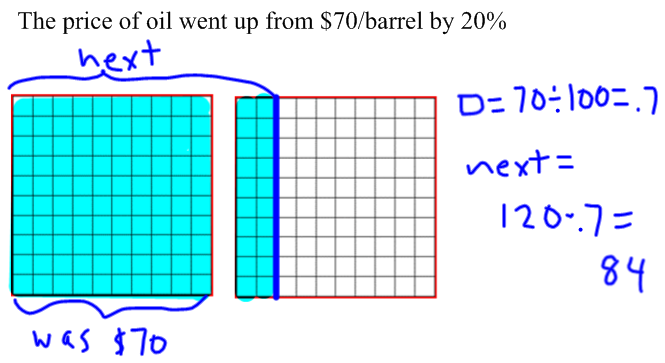 The price of oil went up from $70/barrel by 20%
next
□=70÷100=.7
next=
120·.7=
84
was $70